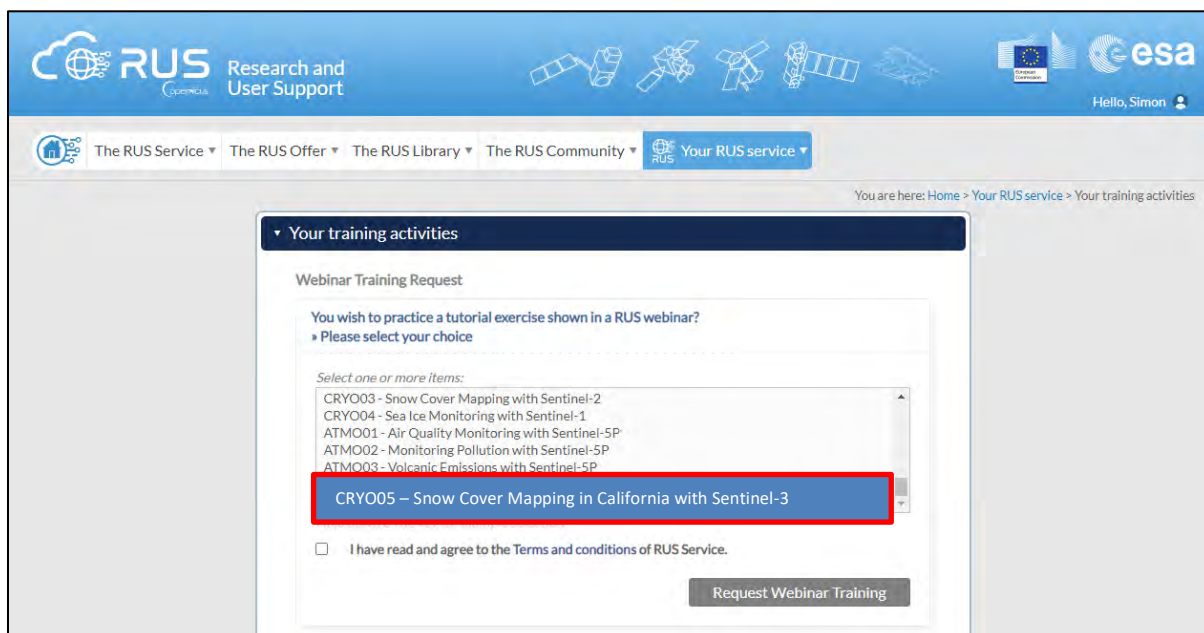 RUS
Copernicus
Research and
User Support
European
Commission
esa
Hello, Simon
The RUS Service ▾ The RUS Offer ▾ The RUS Library ▾ The RUS Community ▾ RUS Your RUS service ▾
You are here: Home > Your RUS service > Your training activities
▾ Your training activities
Webinar Training Request
You wish to practice a tutorial exercise shown in a RUS webinar?
» Please select your choice
Select one or more items:
CRYO03 - Snow Cover Mapping with Sentinel-2
CRYO04 - Sea Ice Monitoring with Sentinel-1
ATMO01 - Air Quality Monitoring with Sentinel-5P
ATMO02 - Monitoring Pollution with Sentinel-5P
ATMO03 - Volcanic Emissions with Sentinel-5P
CRYO05 – Snow Cover Mapping in California with Sentinel-3
I have read and agree to the Terms and conditions of RUS Service.
Request Webinar Training